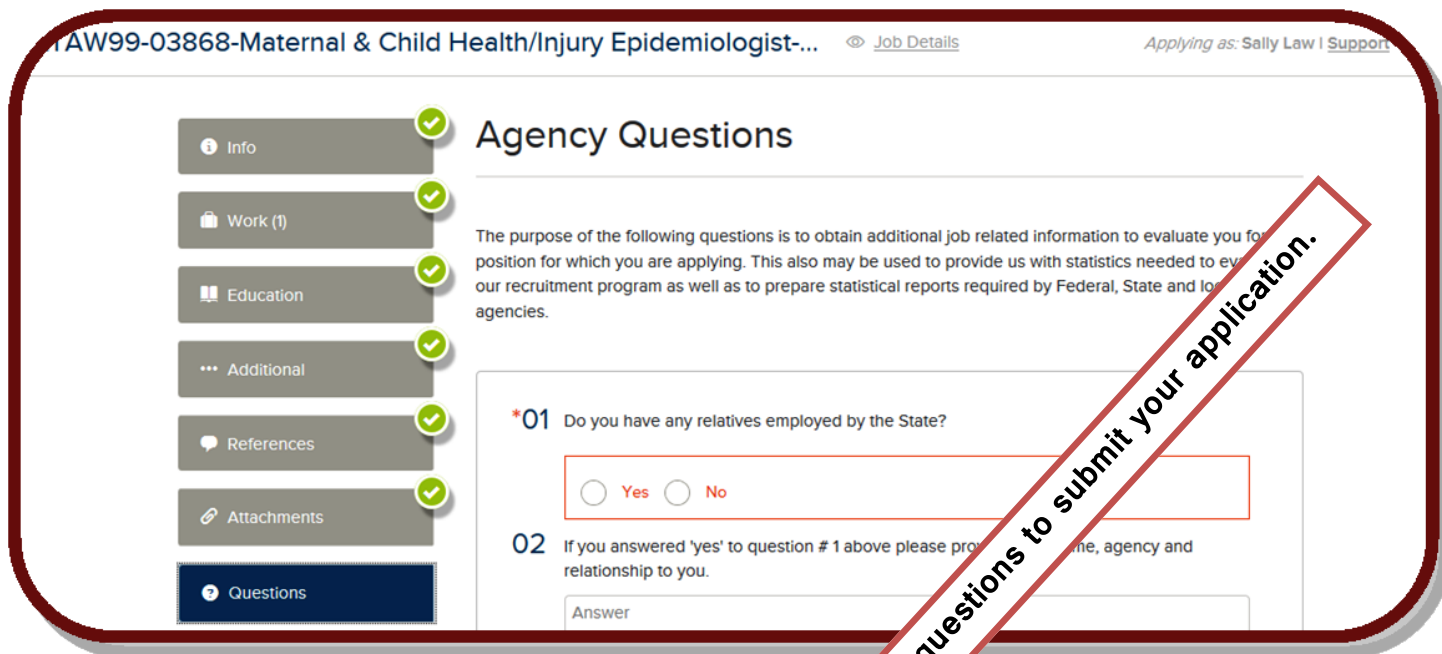 TAW99-03868-Maternal & Child Health/Injury Epidemiologist-... Job Details Applying as: Sally Law | Support
Info
Work (1)
Education
Additional
References
Attachments
Questions
Agency Questions
The purpose of the following questions is to obtain additional job related information to evaluate you for
position for which you are applying. This also may be used to provide us with statistics needed to
our recruitment program as well as to prepare statistical reports required by Federal, State and
agencies.
*01 Do you have any relatives employed by the State?
Yes No
02 If you answered 'yes' to question # 1 above please agency and
relationship to you.
Answer
questions to submit your application.